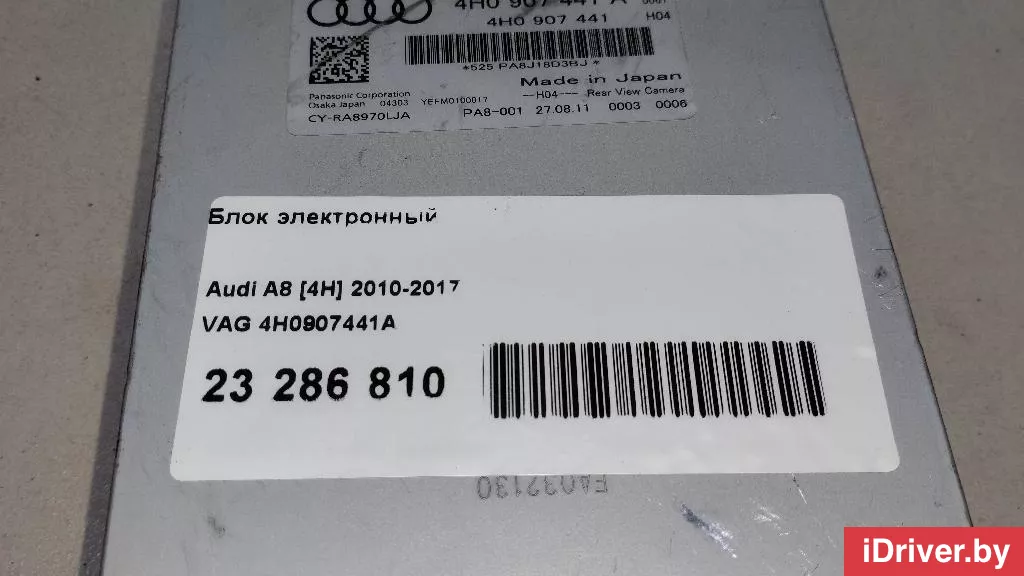 4H0 907 441 A 0001
4H0 907 441 H04
*525 PA8J18D3BJ*
Made in Japan
Panasonic Corporation
Osaka Japan 04303 YEFM0100017 --H04-- Rear View Camera
CY-RA8970LJA PA8-001 27.08.11 0003 0006
Блок электронный
Audi A8 [4H] 2010-2017
VAG 4H0907441A
23 286 810
EA032130
iDriver.by